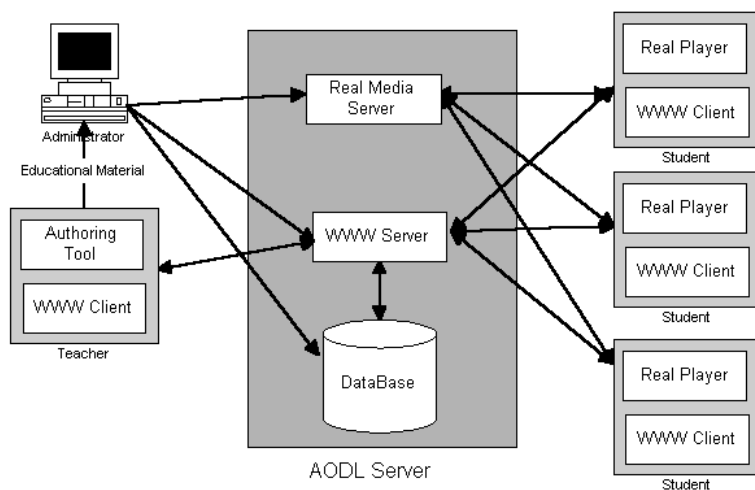 Administrator
Educational Material
Authoring
Tool
WWW Client
Teacher
Real Media
Server
WWW Server
DataBase
AODL Server
Real Player
WWW Client
Student
Real Player
WWW Client
Student
Real Player
WWW Client
Student